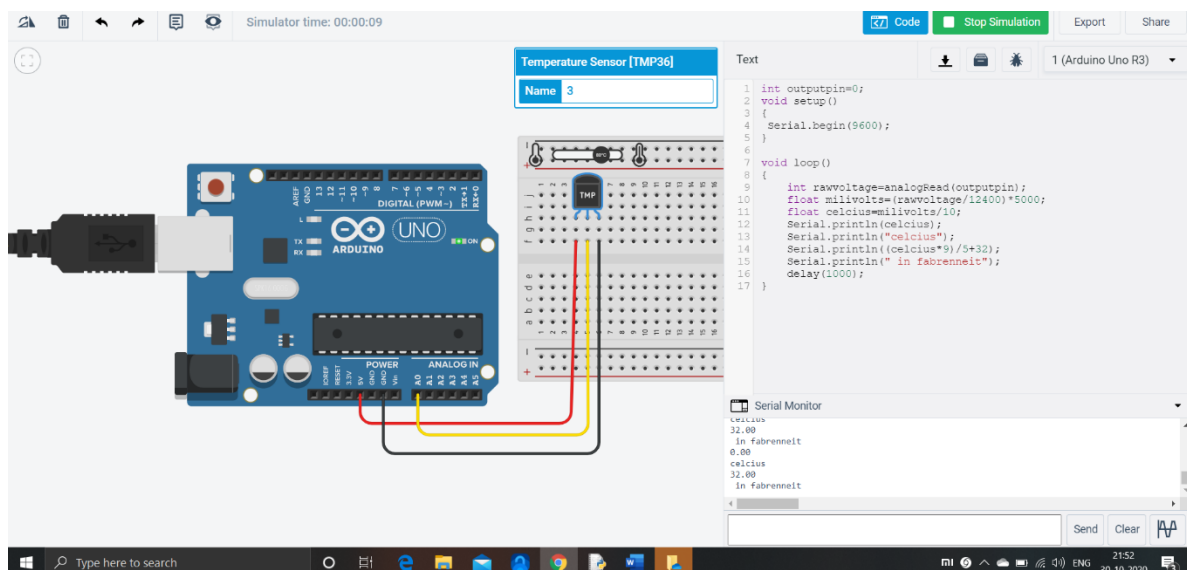 Simulator time: 00:00:09
Code
Stop Simulation
Export
Share
Temperature Sensor [TMP36]
Name 3
Text
1 (Arduino Uno R3)
1 int outputpin=0;
2 void setup()
3 {
4 Serial.begin(9600);
5 }
6
7 void loop()
8 {
9 int rawvoltage=analogRead(outputpin);
10 float milivolts=(rawvoltage/12400)*5000;
11 float celcius=milivolts/10;
12 Serial.println(celcius);
13 Serial.println("celcius");
14 Serial.println((celcius*9)/5+32);
15 Serial.println(" in fabrenneit");
16 delay(1000);
17 }
AREF
GND
13
12
~11
~10
~9
8
7
~6
~5
4
~3
2
TX→1
RX←0
DIGITAL (PWM~)
L
TX
RX
UNO
ARDUINO
ON
POWER
ANALOG IN
IOREF
RESET
3.3V
5V
GND
GND
Vin
A0
A1
A2
A3
A4
A5
TMP
j
i
h
g
f
e
d
c
b
a
Serial Monitor
celcius
32.00
in fabrenneit
0.00
celcius
32.00
in fabrenneit
Send
Clear
Type here to search
ENG
21:52
20-10-2020